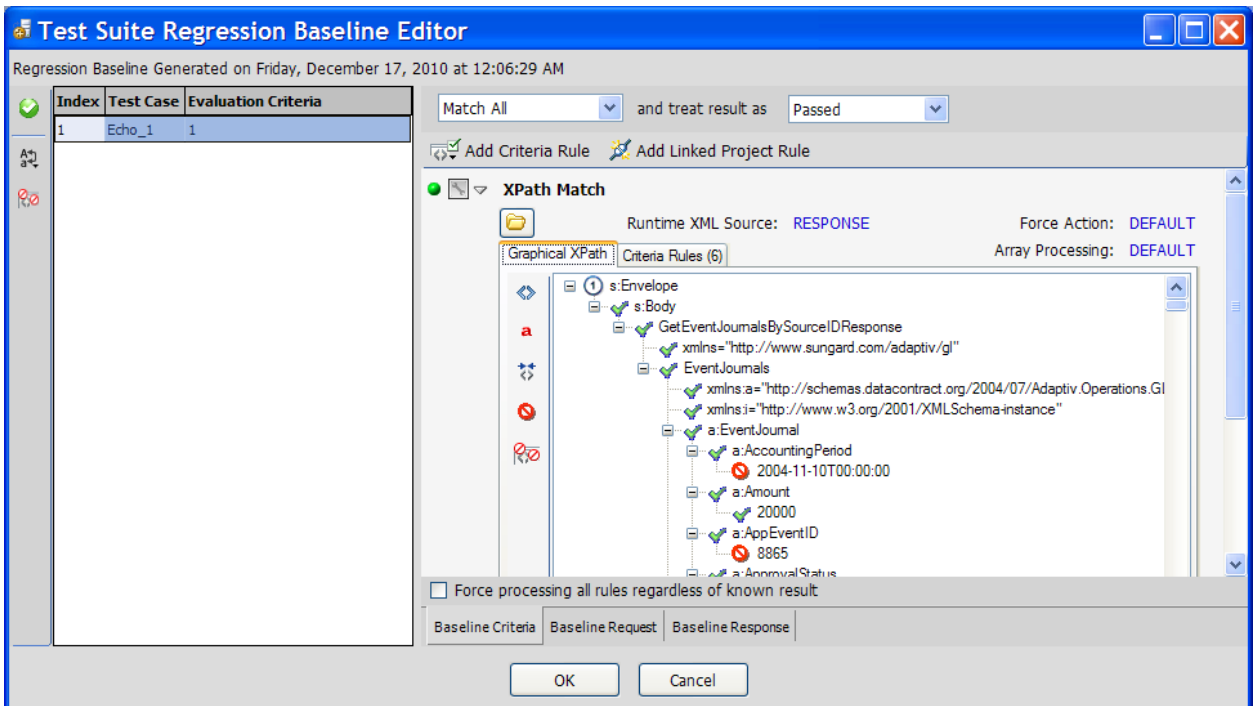 Test Suite Regression Baseline Editor
Regression Baseline Generated on Friday, December 17, 2010 at 12:06:29 AM
Index Test Case Evaluation Criteria
1 Echo_1 1
Match All and treat result as Passed
Add Criteria Rule Add Linked Project Rule
XPath Match
Runtime XML Source: RESPONSE Force Action: DEFAULT
Graphical XPath Criteria Rules (6) Array Processing: DEFAULT
1 s:Envelope
s:Body
a GetEventJournalsBySourceIDResponse
xmlns="http://www.sungard.com/adaptiv/gl"
EventJournals
xmlns:a="http://schemas.datacontract.org/2004/07/Adaptiv.Operations.Gl
xmlns:i="http://www.w3.org/2001/XMLSchema-instance"
a:EventJournal
a:AccountingPeriod
2004-11-10T00:00:00
a:Amount
20000
a:AppEventID
8865
a:ApprovalStatus
Force processing all rules regardless of known result
Baseline Criteria Baseline Request Baseline Response
OK Cancel